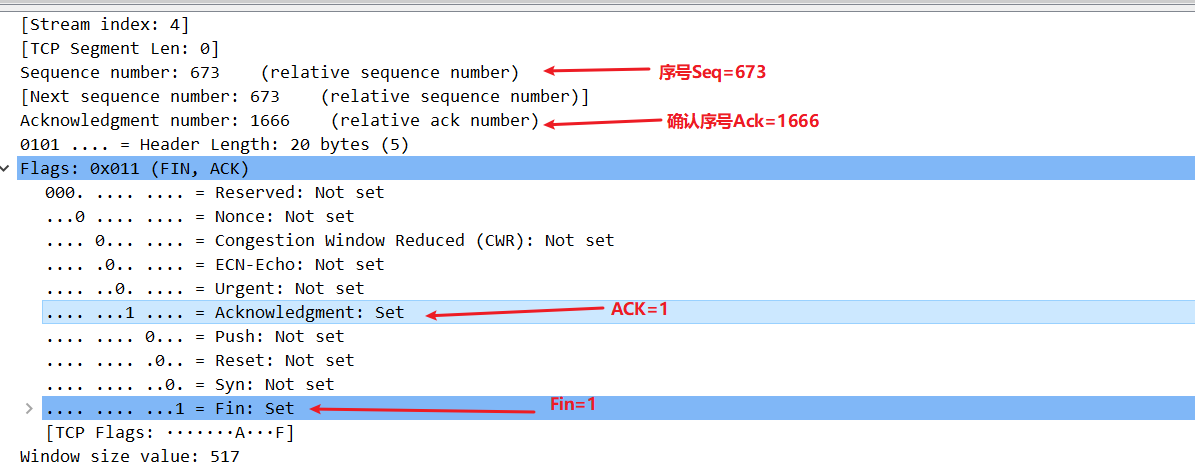 [Stream index: 4]
[TCP Segment Len: 0]
Sequence number: 673    (relative sequence number) 序号Seq=673
[Next sequence number: 673    (relative sequence number)]
Acknowledgment number: 1666    (relative ack number) 确认序号Ack=1666
0101 .... = Header Length: 20 bytes (5)
Flags: 0x011 (FIN, ACK)
000. .... .... = Reserved: Not set
...0 .... .... = Nonce: Not set
.... 0... .... = Congestion Window Reduced (CWR): Not set
.... .0.. .... = ECN-Echo: Not set
.... ..0. .... = Urgent: Not set
.... ...1 .... = Acknowledgment: Set ACK=1
.... .... 0... = Push: Not set
.... .... .0.. = Reset: Not set
.... .... ..0. = Syn: Not set
.... .... ...1 = Fin: Set Fin=1
[TCP Flags: ·······A···F]
Window size value: 517